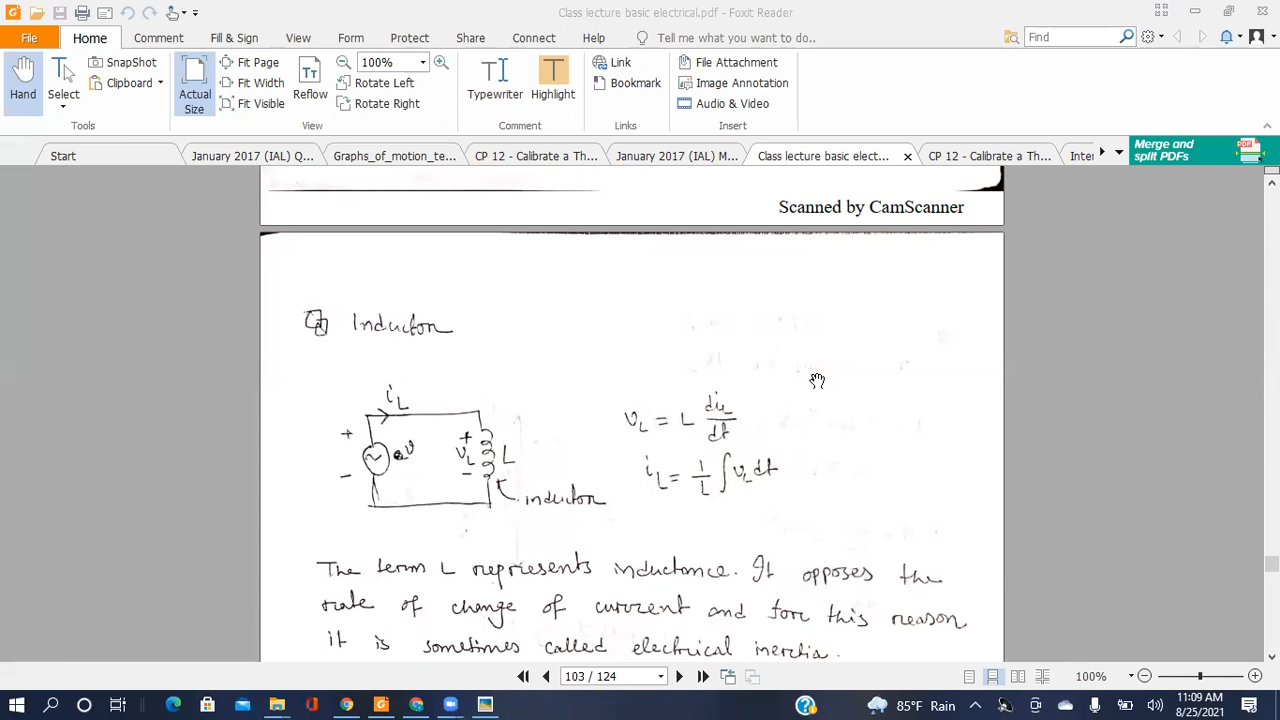 Class lecture basic electrical.pdf - Foxit Reader
File Home Comment Fill & Sign View Form Protect Share Connect Help Tell me what you want to do.. Find
Hand
Select
SnapShot
Clipboard
Tools
Actual Size
Fit Page
Fit Width
Fit Visible
Reflow
100%
Rotate Left
Rotate Right
View
Typewriter
Highlight
Comment
Link
Bookmark
Links
File Attachment
Image Annotation
Audio & Video
Insert
Start January 2017 (IAL) Q... Graphs_of_motion_te... CP 12 - Calibrate a Th... January 2017 (IAL) M... Class lecture basic elect... CP 12 - Calibrate a Th... Inter
Merge and
split PDFs
PDF
Scanned by CamScanner
Inductor
i_L
+ − v + v_L − L
inductor
v_L = L di_L/dt
i_L = 1/L ∫ v_L dt
The term L represents inductance. It opposes the
rate of change of current and for this reason
it is sometimes called electrical inertia.
103 / 124
100%
85°F Rain
11:09 AM
8/25/2021